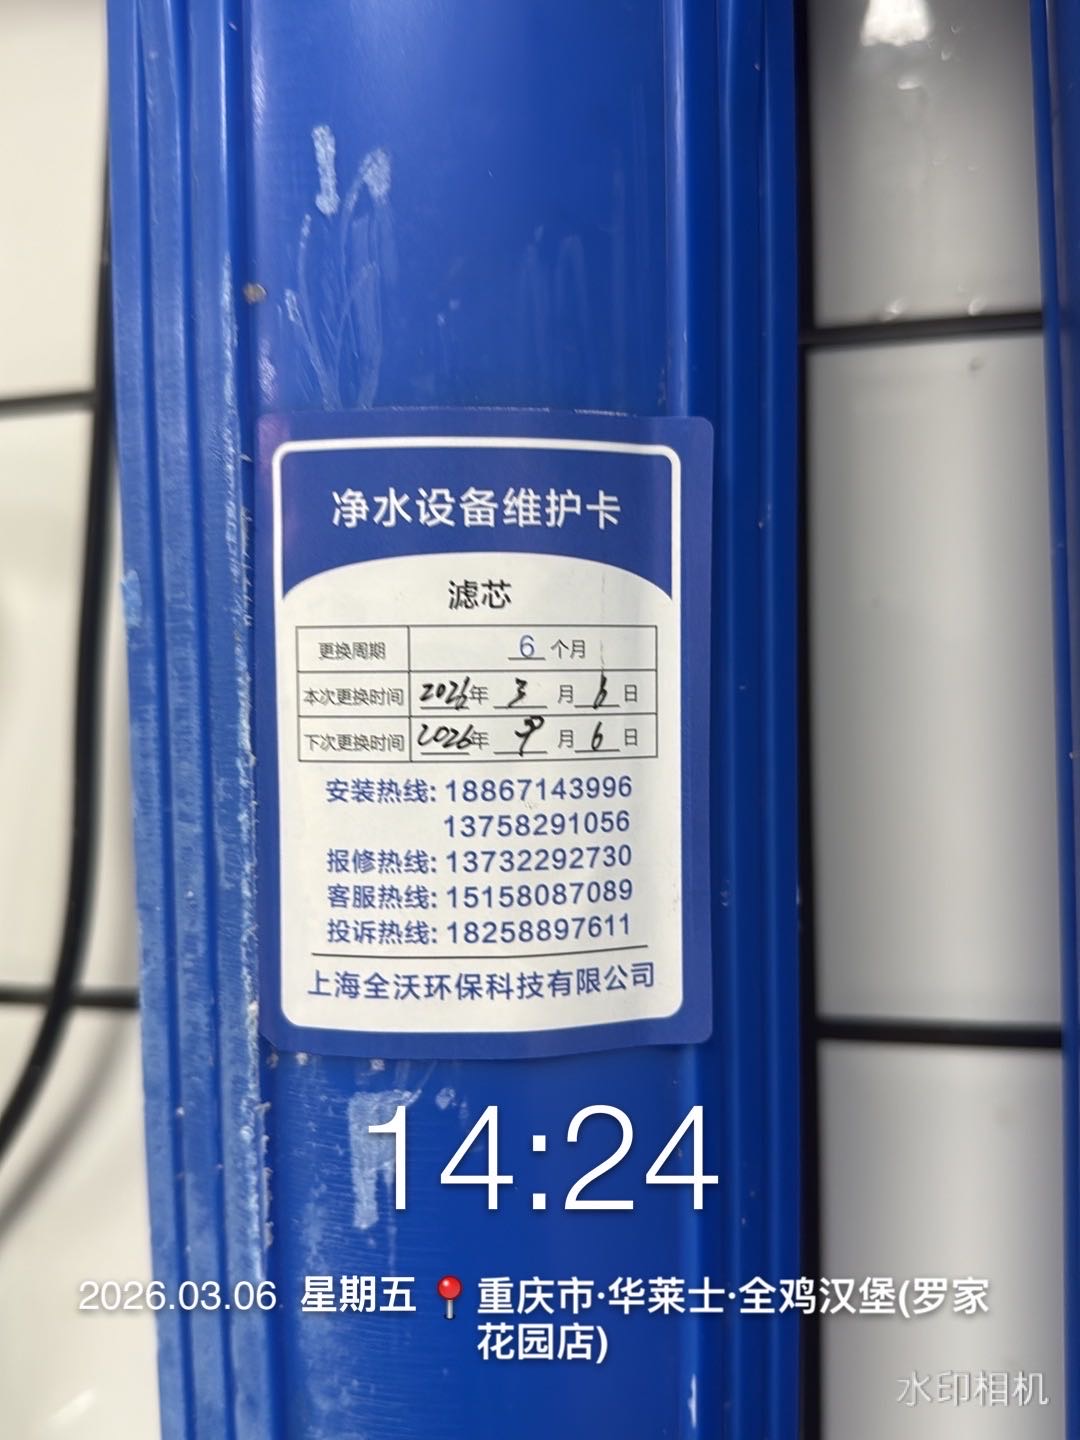 净水设备维护卡
滤芯
更换周期 6 个月
本次更换时间 2026年 3 月 6 日
下次更换时间 2026年 9 月 6 日
安装热线: 18867143996
13758291056
报修热线: 13732292730
客服热线: 15158087089
投诉热线: 18258897611
上海全沃环保科技有限公司
14:24
2026.03.06 星期五 📍重庆市·华莱士·全鸡汉堡(罗家
花园店)
水印相机